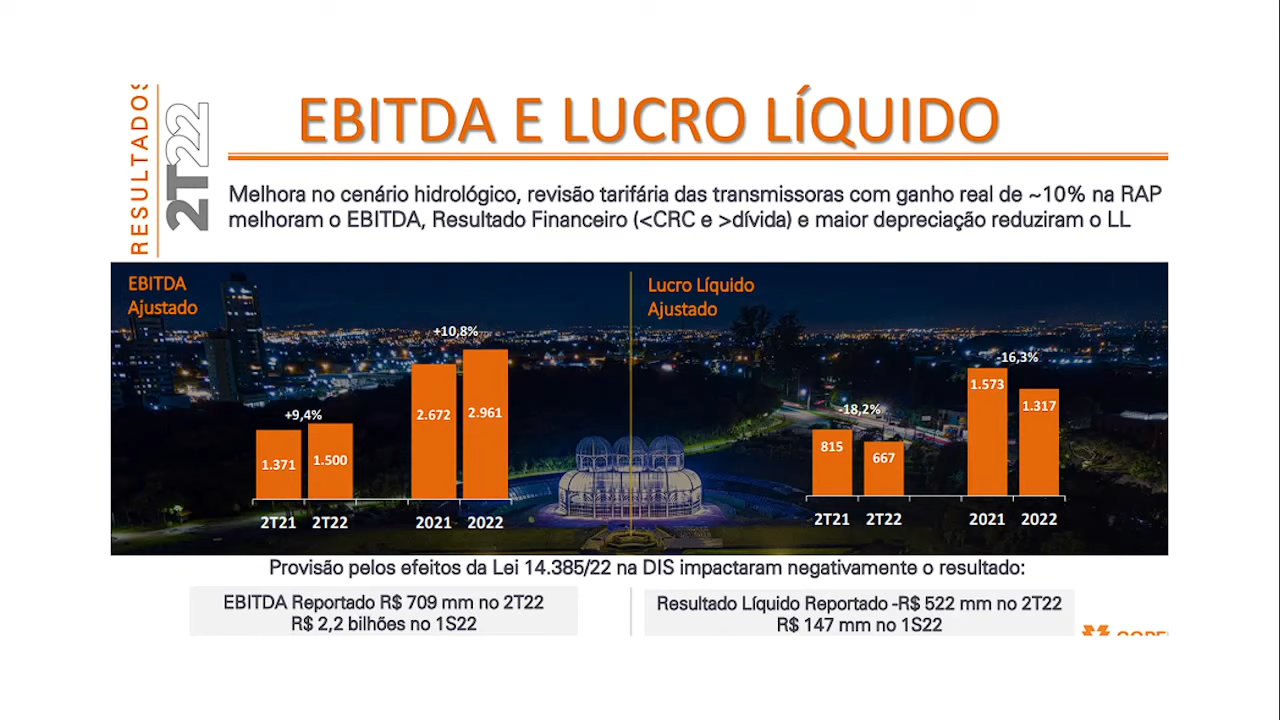 RESULTADOS
2T22
EBITDA E LUCRO LÍQUIDO
Melhora no cenário hidrológico, revisão tarifária das transmissoras com ganho real de ~10% na RAP
melhoram o EBITDA, Resultado Financeiro (<CRC e >dívida) e maior depreciação reduziram o LL
EBITDA
Ajustado
+10,8%
+9,4%
2.672
2.961
1.371
1.500
2T21
2T22
2021
2022
Lucro Líquido
Ajustado
-16,3%
-18,2%
1.573
1.317
815
667
2T21
2T22
2021
2022
Provisão pelos efeitos da Lei 14.385/22 na DIS impactaram negativamente o resultado:
EBITDA Reportado R$ 709 mm no 2T22
R$ 2,2 bilhões no 1S22
Resultado Líquido Reportado -R$ 522 mm no 2T22
R$ 147 mm no 1S22